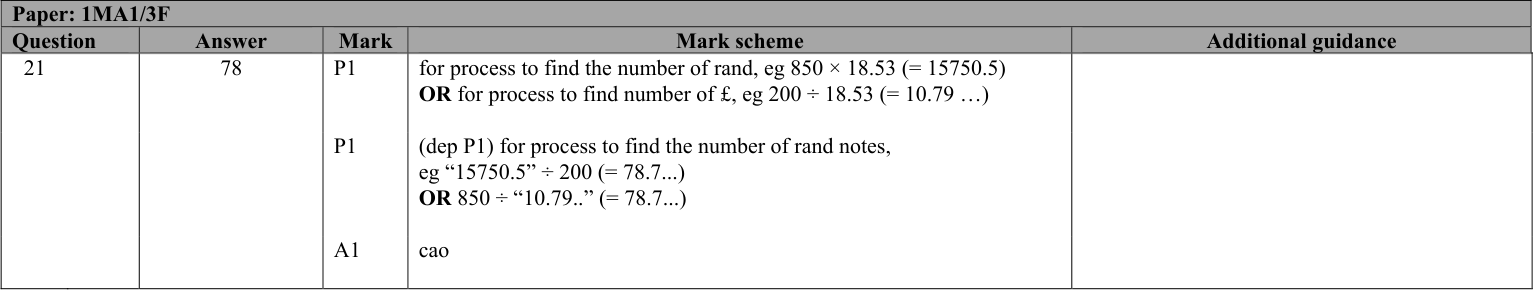 Paper: 1MA1/3F
Question Answer Mark Mark scheme Additional guidance
21 78 P1 for process to find the number of rand, eg 850 × 18.53 (= 15750.5)
OR for process to find number of £, eg 200 ÷ 18.53 (= 10.79 …)
P1 (dep P1) for process to find the number of rand notes,
eg “15750.5” ÷ 200 (= 78.7...)
OR 850 ÷ “10.79..” (= 78.7...)
A1 cao